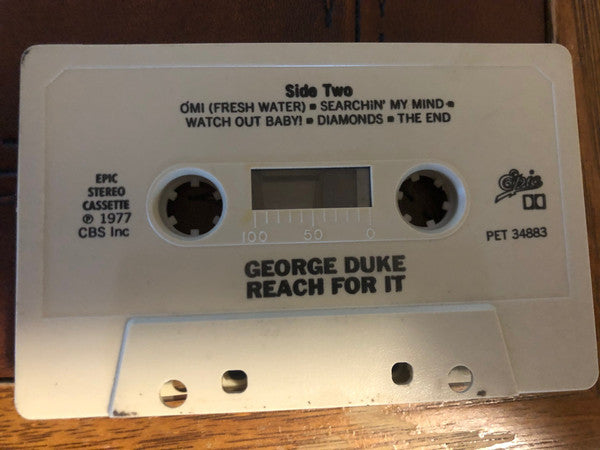 Side Two
OMI (FRESH WATER) ▪ SEARCHIN' MY MIND ▪
WATCH OUT BABY! ▪ DIAMONDS ▪ THE END
EPIC
STEREO
CASSETTE
℗ 1977
CBS Inc
Epic
PET 34883
100 50 0
GEORGE DUKE
REACH FOR IT